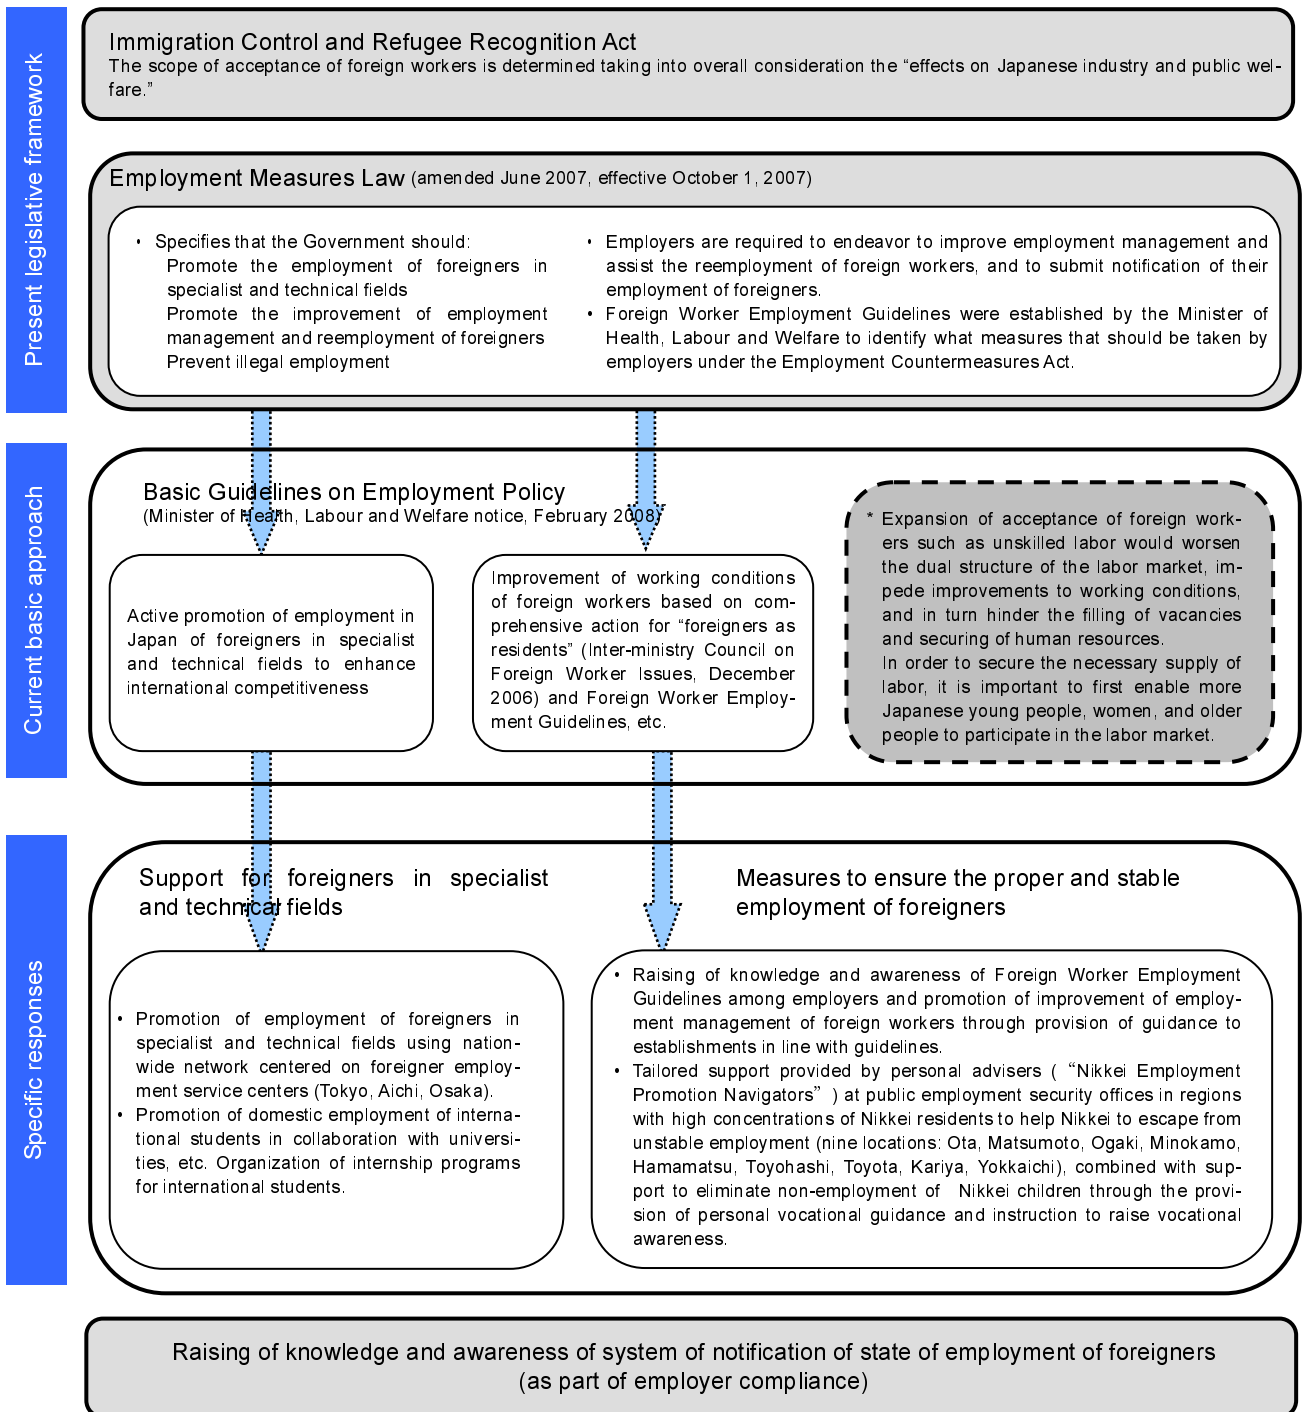 Present legislative framework
Immigration Control and Refugee Recognition Act
The scope of acceptance of foreign workers is determined taking into overall consideration the “effects on Japanese industry and public wel-
fare.”
Employment Measures Law (amended June 2007, effective October 1, 2007)
• Specifies that the Government should:
Promote the employment of foreigners in
specialist and technical fields
Promote the improvement of employment
management and reemployment of foreigners
Prevent illegal employment
• Employers are required to endeavor to improve employment management and
assist the reemployment of foreign workers, and to submit notification of their
employment of foreigners.
• Foreign Worker Employment Guidelines were established by the Minister of
Health, Labour and Welfare to identify what measures that should be taken by
employers under the Employment Countermeasures Act.
Current basic approach
Basic Guidelines on Employment Policy
(Minister of Health, Labour and Welfare notice, February 2008)
Active promotion of employment in
Japan of foreigners in specialist
and technical fields to enhance
international competitiveness
Improvement of working conditions
of foreign workers based on com-
prehensive action for “foreigners as
residents” (Inter-ministry Council on
Foreign Worker Issues, December
2006) and Foreign Worker Employ-
ment Guidelines, etc.
* Expansion of acceptance of foreign work-
ers such as unskilled labor would worsen
the dual structure of the labor market, im-
pede improvements to working conditions,
and in turn hinder the filling of vacancies
and securing of human resources.
In order to secure the necessary supply of
labor, it is important to first enable more
Japanese young people, women, and older
people to participate in the labor market.
Specific responses
Support for foreigners in specialist
and technical fields
• Promotion of employment of foreigners in
specialist and technical fields using nation-
wide network centered on foreigner employ-
ment service centers (Tokyo, Aichi, Osaka).
• Promotion of domestic employment of interna-
tional students in collaboration with universi-
ties, etc. Organization of internship programs
for international students.
Measures to ensure the proper and stable
employment of foreigners
• Raising of knowledge and awareness of Foreign Worker Employment
Guidelines among employers and promotion of improvement of employ-
ment management of foreign workers through provision of guidance to
establishments in line with guidelines.
• Tailored support provided by personal advisers ( “Nikkei Employment
Promotion Navigators” ) at public employment security offices in regions
with high concentrations of Nikkei residents to help Nikkei to escape from
unstable employment (nine locations: Ota, Matsumoto, Ogaki, Minokamo,
Hamamatsu, Toyohashi, Toyota, Kariya, Yokkaichi), combined with sup-
port to eliminate non-employment of Nikkei children through the provi-
sion of personal vocational guidance and instruction to raise vocational
awareness.
Raising of knowledge and awareness of system of notification of state of employment of foreigners
(as part of employer compliance)